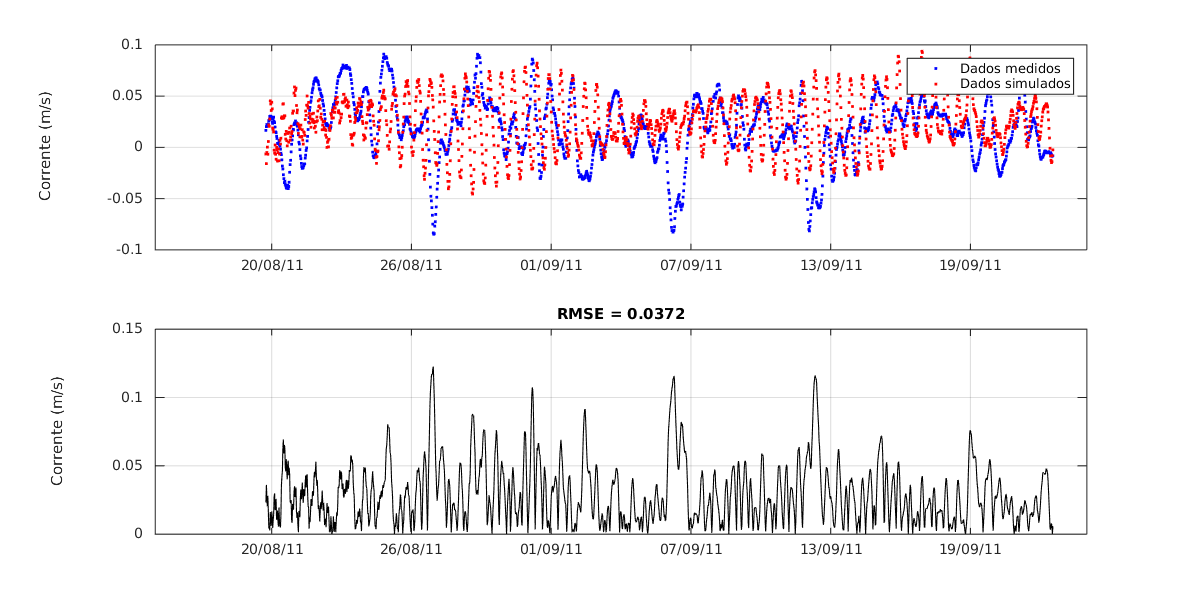 0.1
0.05
0
-0.05
-0.1
Corrente (m/s)
Dados medidos
Dados simulados
20/08/11 26/08/11 01/09/11 07/09/11 13/09/11 19/09/11
RMSE = 0.0372
0.15
0.1
0.05
0
Corrente (m/s)
20/08/11 26/08/11 01/09/11 07/09/11 13/09/11 19/09/11